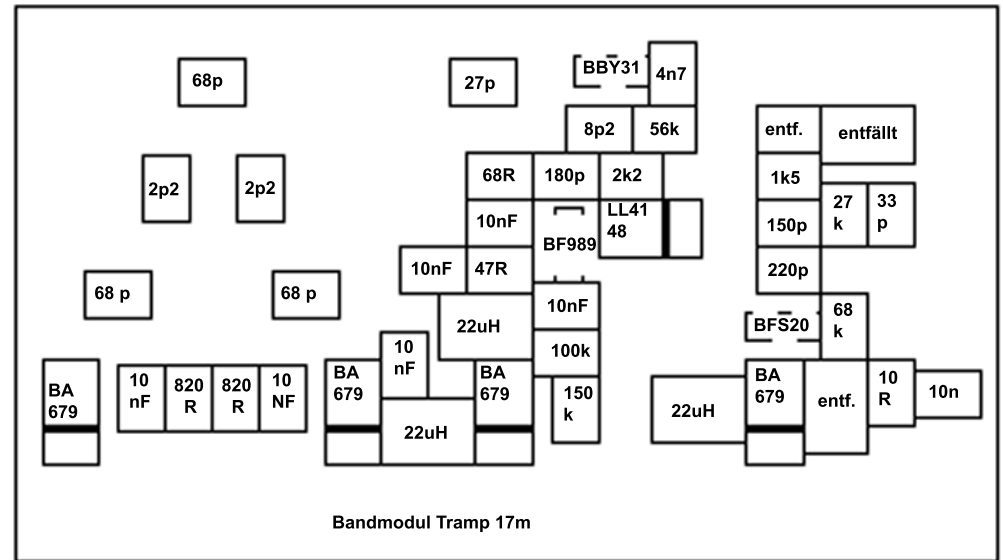 BBY31
4n7
68p
27p
8p2
56k
entf.
entfällt
68R
180p
2k2
1k5
2p2
2p2
LL41
48
27
k
33
p
10nF
150p
BF989
10nF
47R
220p
68 p
68 p
10nF
68
k
22uH
BFS20
10
nF
100k
BA
679
10
nF
820
R
820
R
10
NF
BA
679
BA
679
150
k
22uH
BA
679
entf.
10
R
10n
22uH
Bandmodul Tramp 17m